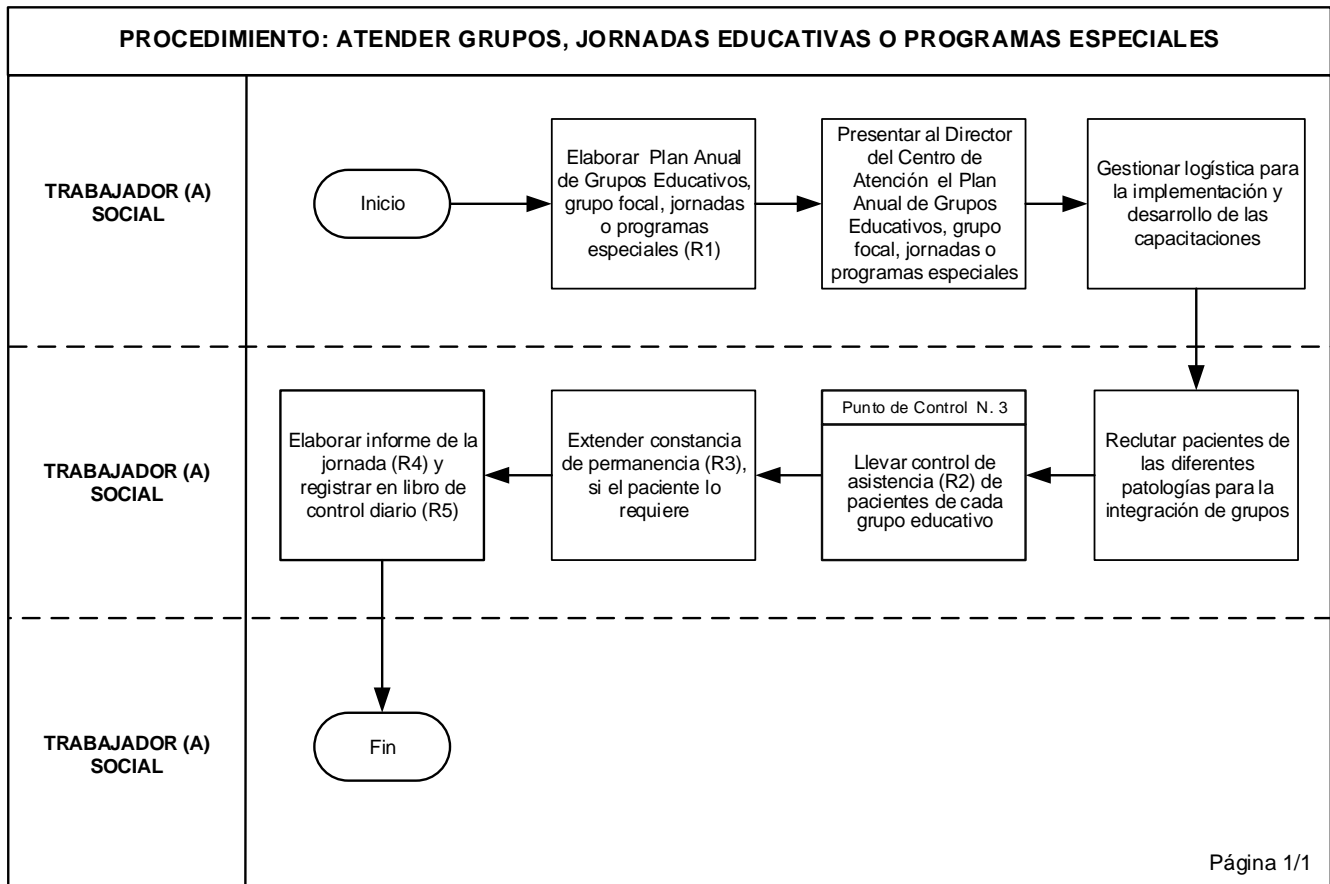 PROCEDIMIENTO: ATENDER GRUPOS, JORNADAS EDUCATIVAS O PROGRAMAS ESPECIALES
TRABAJADOR (A)
SOCIAL
Inicio
Elaborar Plan Anual
de Grupos Educativos,
grupo focal, jornadas
o programas
especiales (R1)
Presentar al Director
del Centro de
Atención el Plan
Anual de Grupos
Educativos, grupo
focal, jornadas o
programas especiales
Gestionar logística para
la implementación y
desarrollo de las
capacitaciones
TRABAJADOR (A)
SOCIAL
Elaborar informe de la
jornada (R4) y
registrar en libro de
control diario (R5)
Extender constancia
de permanencia (R3),
si el paciente lo
requiere
Punto de Control N. 3
Llevar control de
asistencia (R2) de
pacientes de cada
grupo educativo
Reclutar pacientes de
las diferentes
patologías para la
integración de grupos
TRABAJADOR (A)
SOCIAL
Fin
Página 1/1